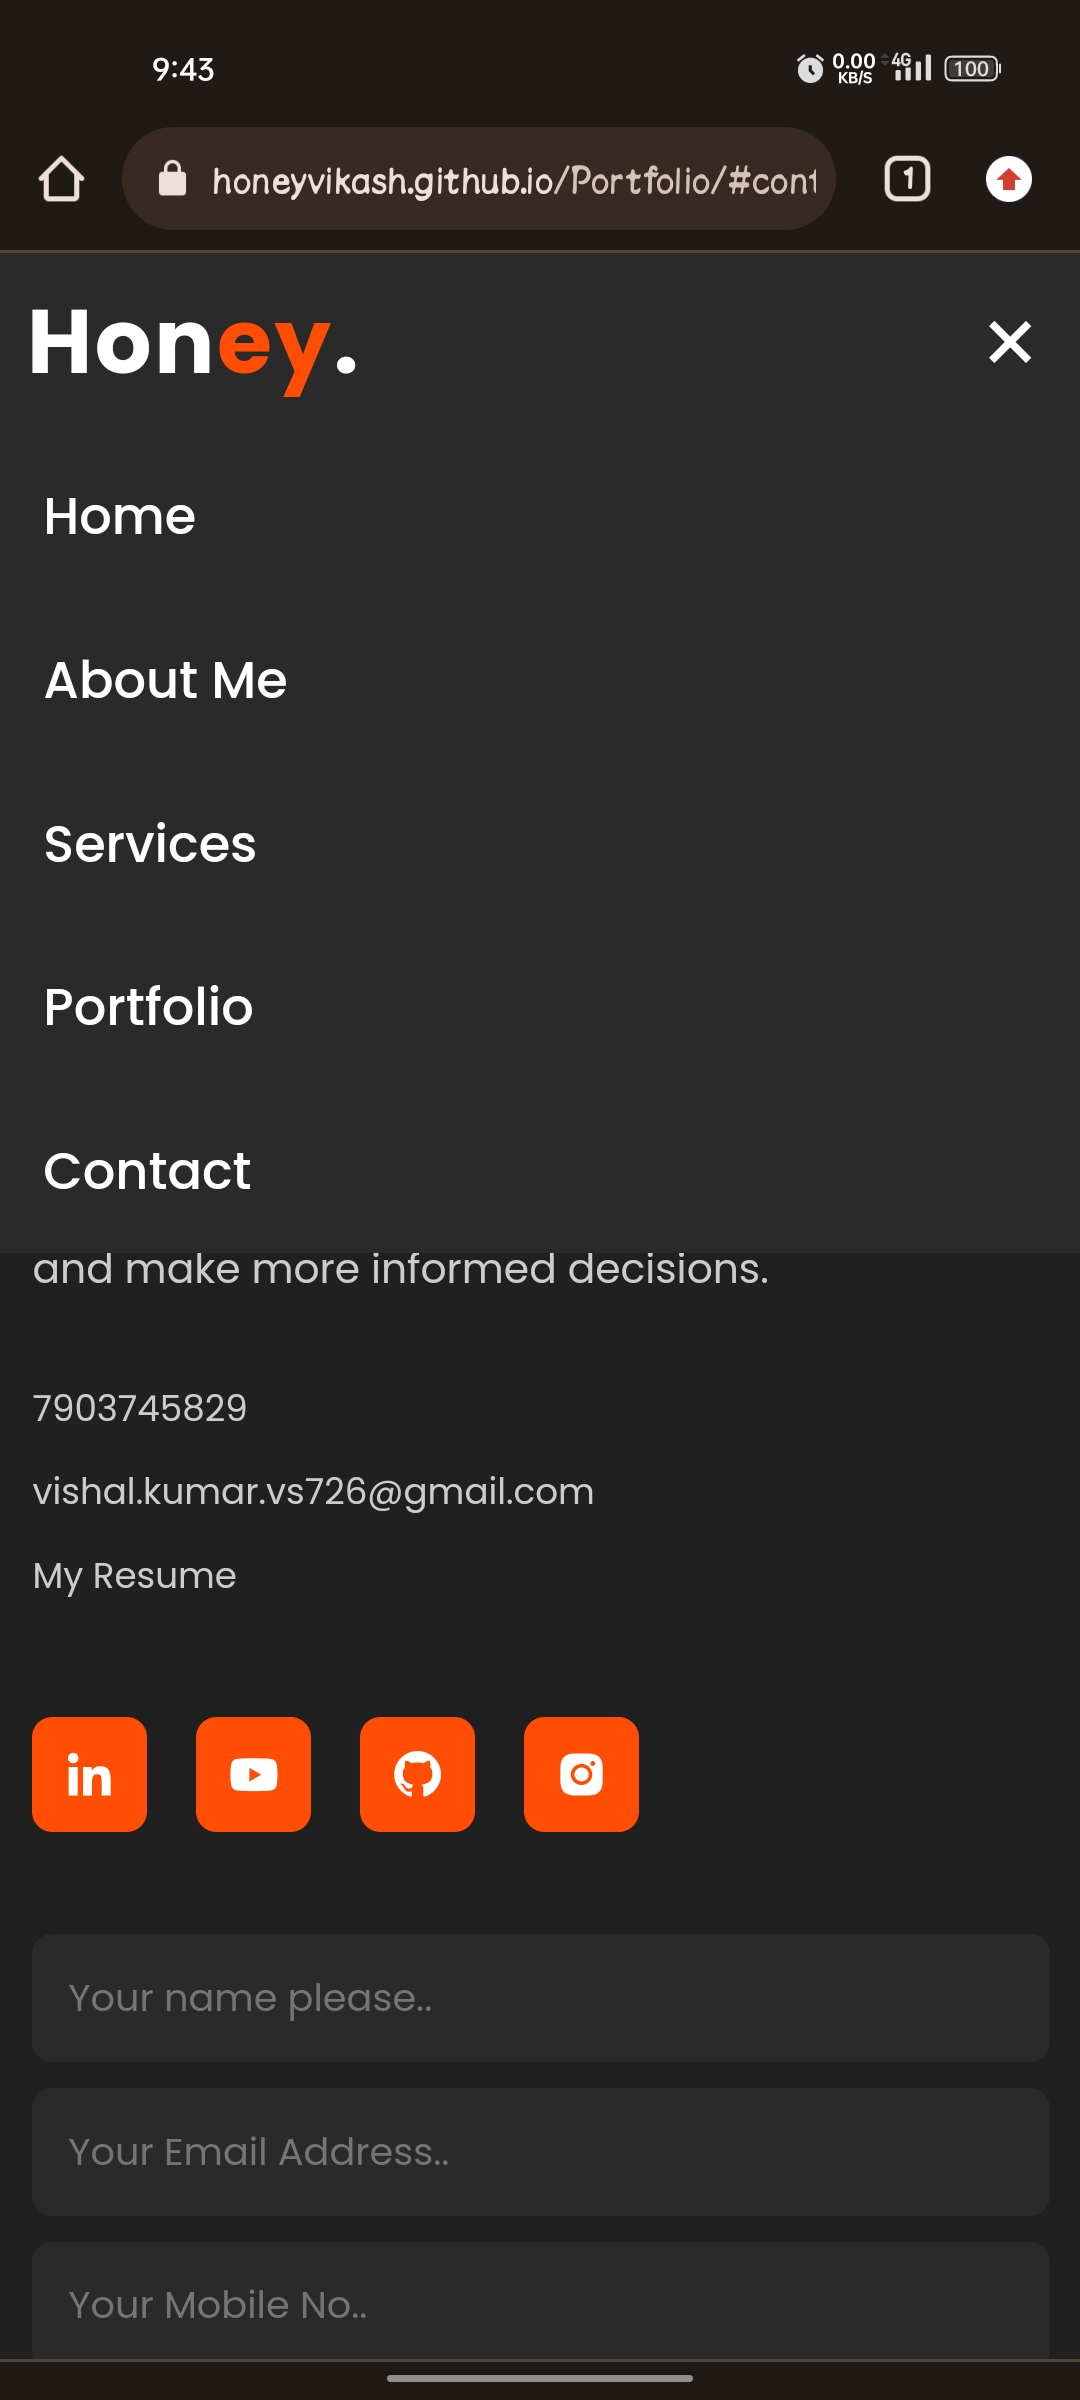 9:43
0.00
KB/S
4G
100
honeyvikash.github.io/Portfolio/#cont
1
Honey.
Home
About Me
Services
Portfolio
Contact
and make more informed decisions.
7903745829
vishal.kumar.vs726@gmail.com
My Resume
in
Your name please..
Your Email Address..
Your Mobile No..